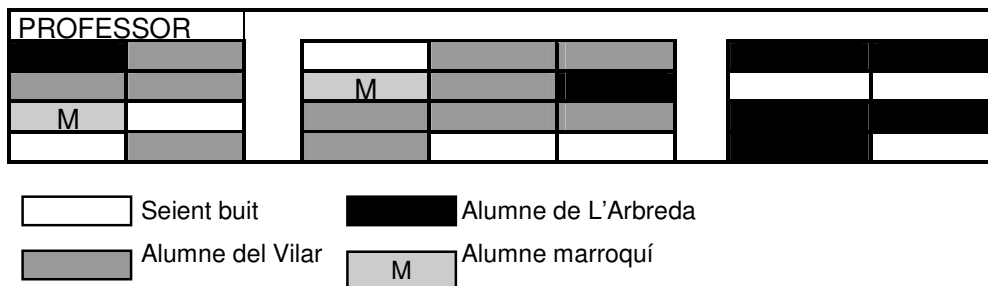 PROFESSOR
M
M
Seient buit
Alumne de L'Arbreda
Alumne del Vilar
M
Alumne marroquí